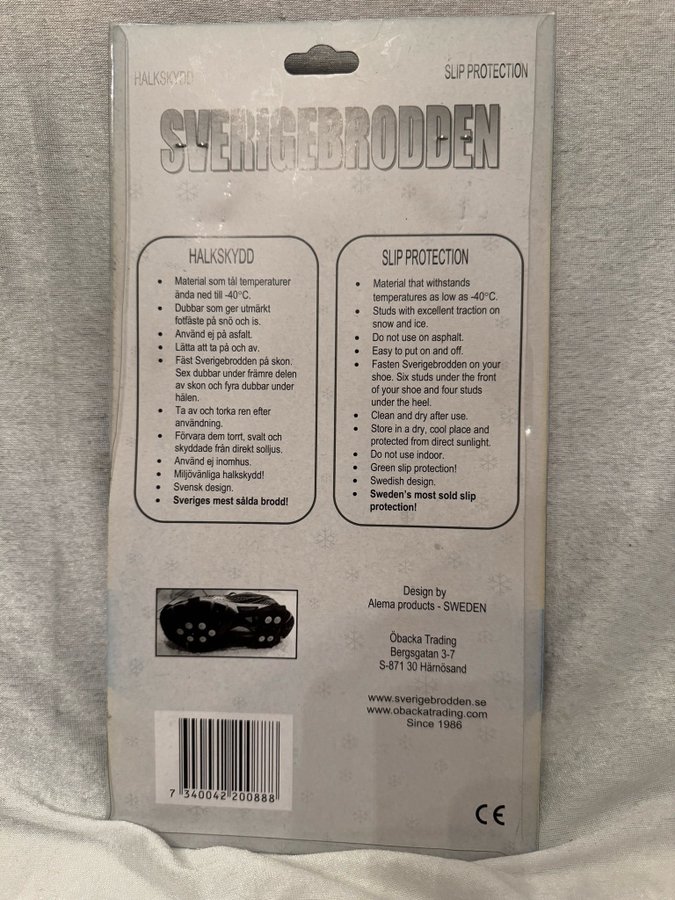 HALKSKYDD
SLIP PROTECTION
SVERIGEBRODDEN
HALKSKYDD
• Material som tål temperaturer
ända ned till -40°C.
• Dubbar som ger utmärkt
fotfäste på snö och is.
• Använd ej på asfalt.
• Lätta att ta på och av.
• Fäst Sverigebrodden på skon.
Sex dubbar under främre delen
av skon och fyra dubbar under
hälen.
• Ta av och torka ren efter
användning.
• Förvara dem torrt, svalt och
skyddade från direkt solljus.
• Använd ej inomhus.
• Miljövänliga halkskydd!
• Svensk design.
• Sveriges mest sålda brodd!
SLIP PROTECTION
• Material that withstands
temperatures as low as -40°C.
• Studs with excellent traction on
snow and ice.
• Do not use on asphalt.
• Easy to put on and off.
• Fasten Sverigebrodden on your
shoe. Six studs under the front
of your shoe and four studs
under the heel.
• Clean and dry after use.
• Store in a dry, cool place and
protected from direct sunlight.
• Do not use indoor.
• Green slip protection!
• Swedish design.
• Sweden's most sold slip
protection!
Design by
Alema products - SWEDEN
Öbacka Trading
Bergsgatan 3-7
S-871 30 Härnösand
www.sverigebrodden.se
www.obackatrading.com
Since 1986
7 340042 200888
CE